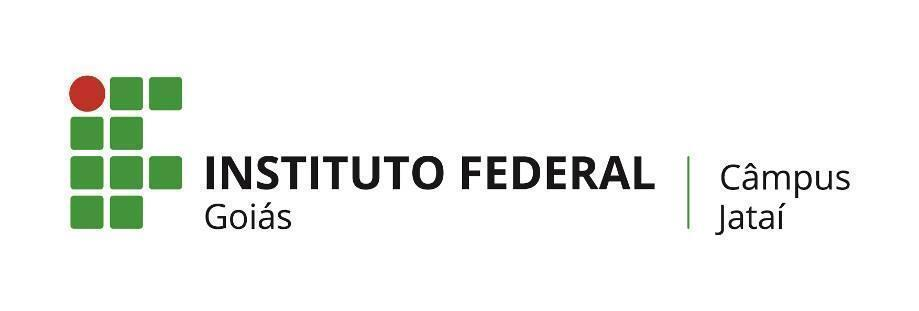 INSTITUTO FEDERAL
Goiás
Câmpus
Jataí